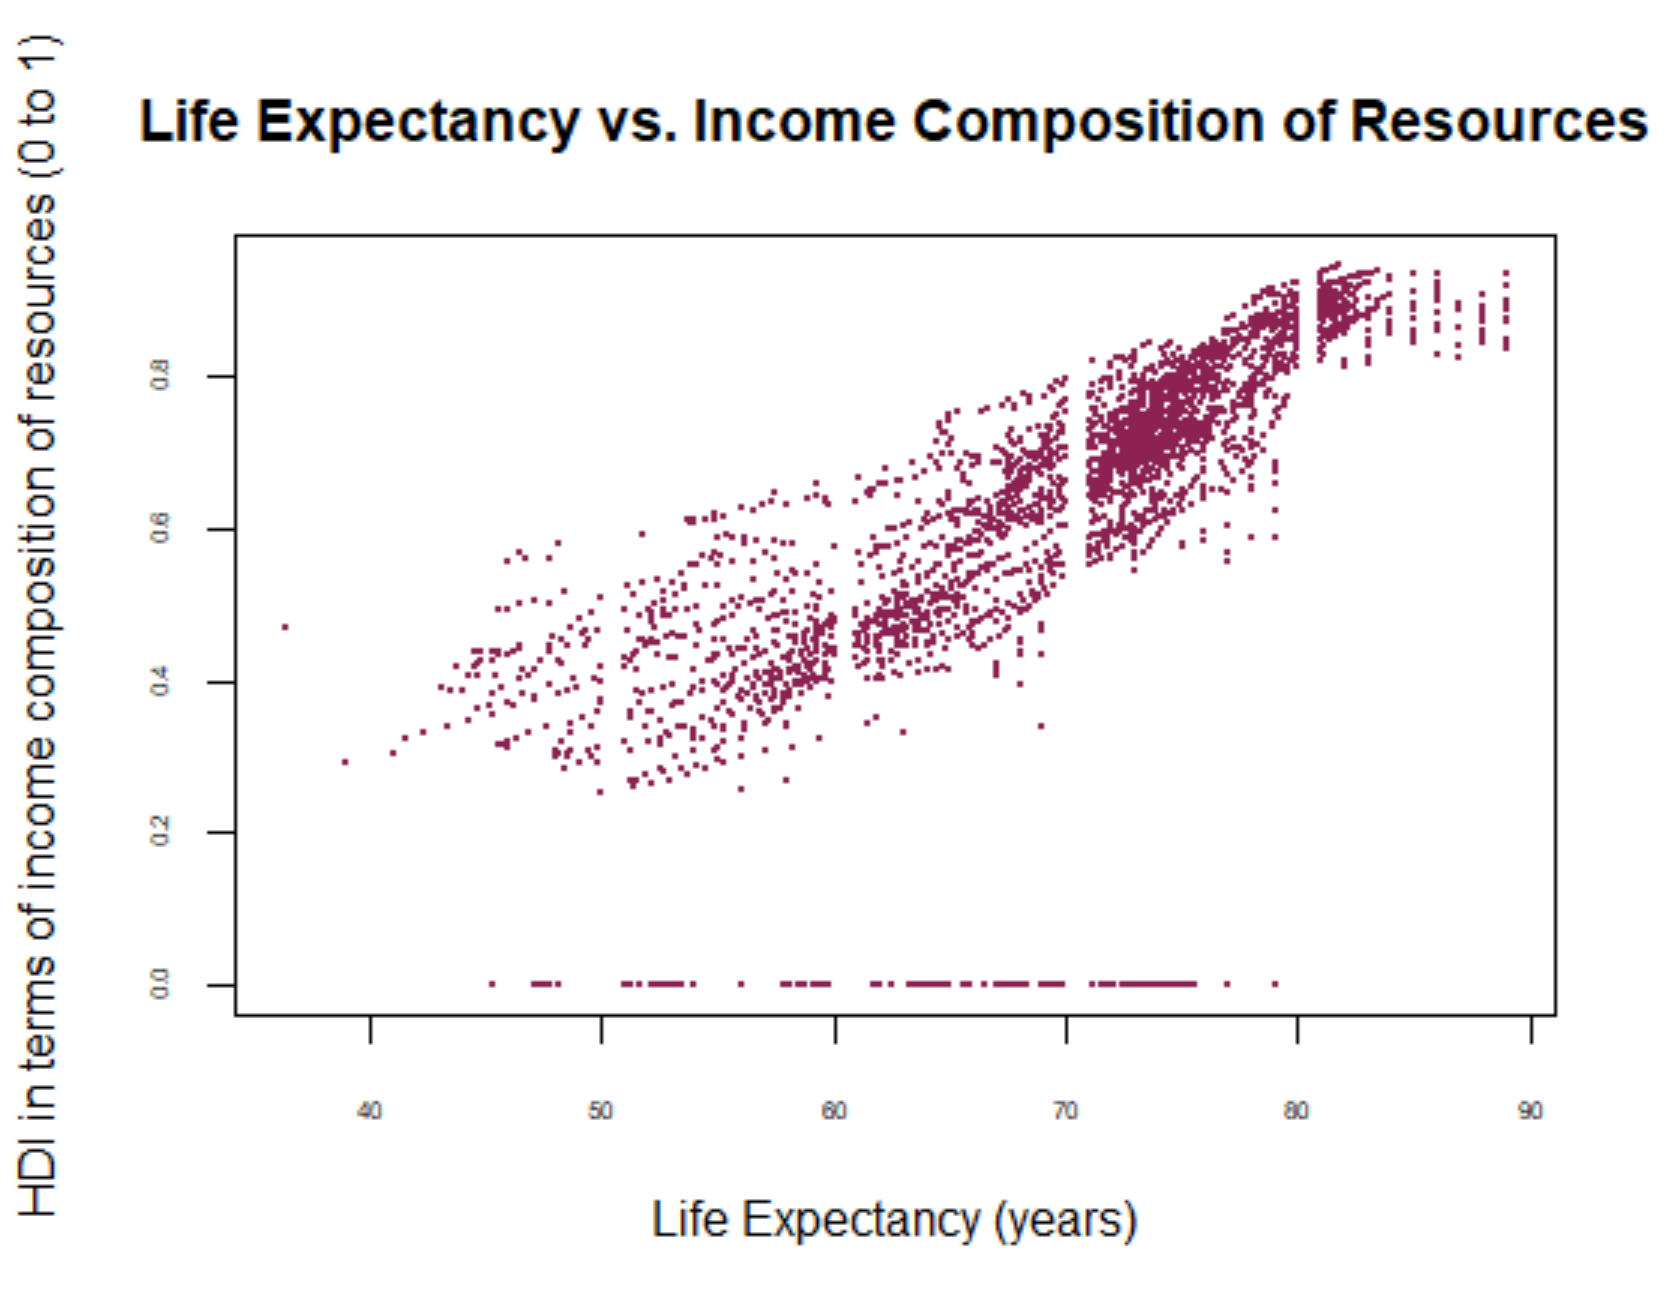 Life Expectancy vs. Income Composition of Resources
HDI in terms of income composition of resources (0 to 1)
0.8
0.6
0.4
0.2
0.0
40 50 60 70 80 90
Life Expectancy (years)